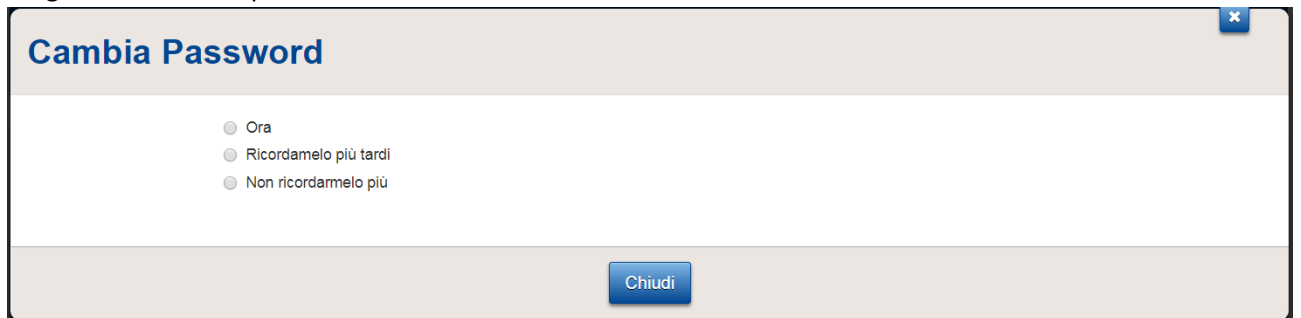 Cambia Password
Ora
Ricordamelo più tardi
Non ricordarmelo più
Chiudi